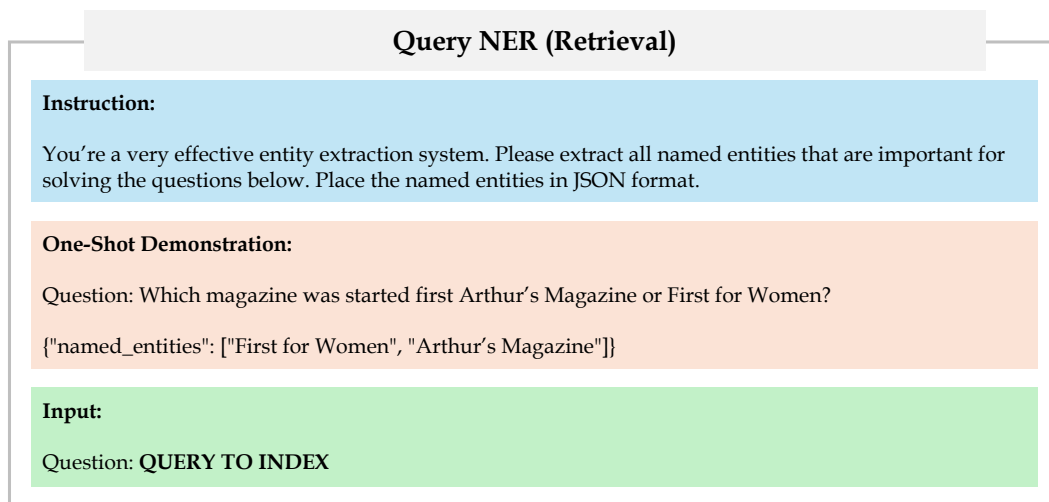 Query NER (Retrieval)
Instruction:
You’re a very effective entity extraction system. Please extract all named entities that are important for
solving the questions below. Place the named entities in JSON format.
One-Shot Demonstration:
Question: Which magazine was started first Arthur’s Magazine or First for Women?
{"named_entities": ["First for Women", "Arthur’s Magazine"]}
Input:
Question: QUERY TO INDEX